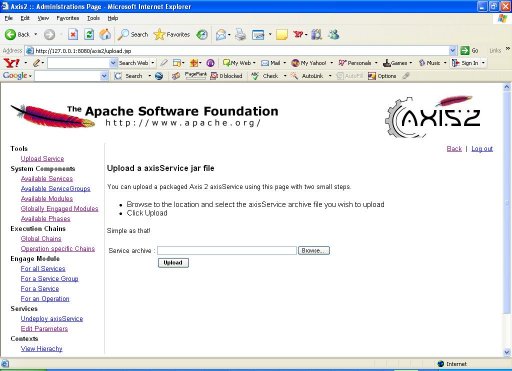 Axis2 :: Administrations Page - Microsoft Internet Explorer
File Edit View Favorites Tools Help
Back Search Favorites
Address http://127.0.0.1:8080/axis2/upload.jsp Go Links
Search Web Mail My Yahoo! Personals Games Music Sign In
My Web
Google PageRank blocked Check AutoLink AutoFill Options
The Apache Software Foundation
http://www.apache.org/
AXIS2
Back | Log out
Tools
Upload Service
System Components
Available Services
Available ServiceGroups
Available Modules
Globally Engaged Modules
Available Phases
Execution Chains
Global Chains
Operation specific Chains
Engage Module
For all Services
For a Service Group
For a Service
For an Operation
Services
Undeploy axisService
Edit Parameters
Contexts
View Hierachy
Upload a axisService jar file
You can upload a packaged Axis 2 axisService using this page with two small steps.
Browse to the location and select the axisService archive file you wish to upload
Click Upload
Simple as that!
Service archive : Browse...
Upload
Internet